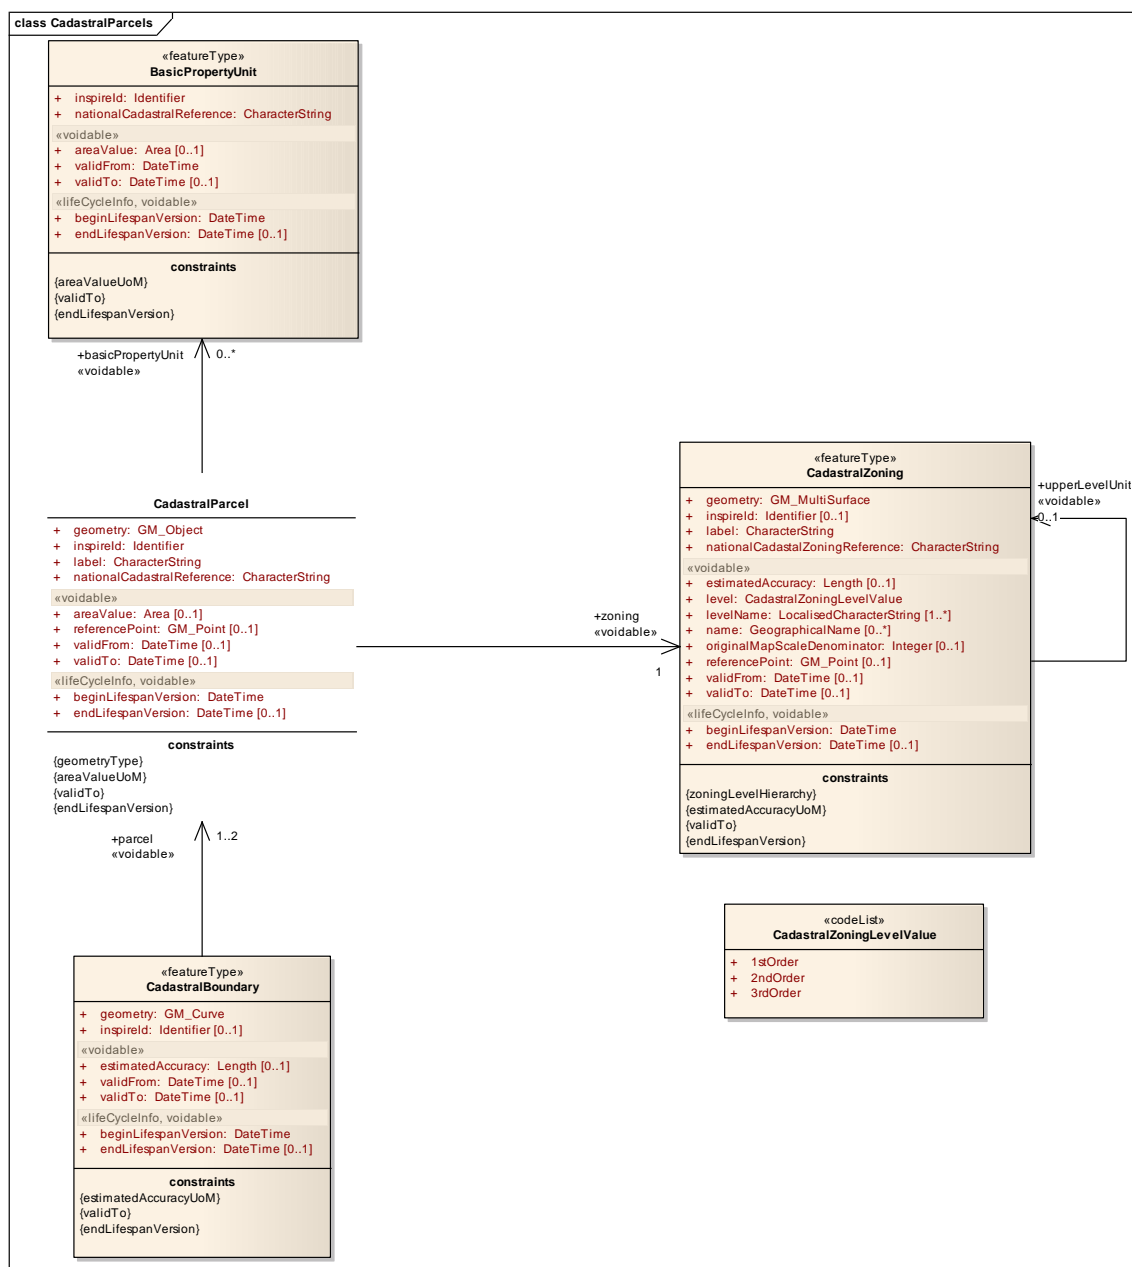 class CadastralParcels
«featureType»
BasicPropertyUnit
+ inspireId: Identifier
+ nationalCadastralReference: CharacterString
«voidable»
+ areaValue: Area [0..1]
+ validFrom: DateTime
+ validTo: DateTime [0..1]
«lifeCycleInfo, voidable»
+ beginLifespanVersion: DateTime
+ endLifespanVersion: DateTime [0..1]
constraints
{areaValueUoM}
{validTo}
{endLifespanVersion}
+basicPropertyUnit
«voidable»
0..*
CadastralParcel
+ geometry: GM_Object
+ inspireId: Identifier
+ label: CharacterString
+ nationalCadastralReference: CharacterString
«voidable»
+ areaValue: Area [0..1]
+ referencePoint: GM_Point [0..1]
+ validFrom: DateTime [0..1]
+ validTo: DateTime [0..1]
«lifeCycleInfo, voidable»
+ beginLifespanVersion: DateTime
+ endLifespanVersion: DateTime [0..1]
constraints
{geometryType}
{areaValueUoM}
{validTo}
{endLifespanVersion}
+zoning
«voidable»
1
«featureType»
CadastralZoning
+ geometry: GM_MultiSurface
+ inspireId: Identifier [0..1]
+ label: CharacterString
+ nationalCadastalZoningReference: CharacterString
«voidable»
+ estimatedAccuracy: Length [0..1]
+ level: CadastralZoningLevelValue
+ levelName: LocalisedCharacterString [1..*]
+ name: GeographicalName [0..*]
+ originalMapScaleDenominator: Integer [0..1]
+ referencePoint: GM_Point [0..1]
+ validFrom: DateTime [0..1]
+ validTo: DateTime [0..1]
«lifeCycleInfo, voidable»
+ beginLifespanVersion: DateTime
+ endLifespanVersion: DateTime [0..1]
constraints
{zoningLevelHierarchy}
{estimatedAccuracyUoM}
{validTo}
{endLifespanVersion}
+upperLevelUnit
«voidable»
0..1
+parcel
«voidable»
1..2
«featureType»
CadastralBoundary
+ geometry: GM_Curve
+ inspireId: Identifier [0..1]
«voidable»
+ estimatedAccuracy: Length [0..1]
+ validFrom: DateTime [0..1]
+ validTo: DateTime [0..1]
«lifeCycleInfo, voidable»
+ beginLifespanVersion: DateTime
+ endLifespanVersion: DateTime [0..1]
constraints
{estimatedAccuracyUoM}
{validTo}
{endLifespanVersion}
«codeList»
CadastralZoningLevelValue
+ 1stOrder
+ 2ndOrder
+ 3rdOrder